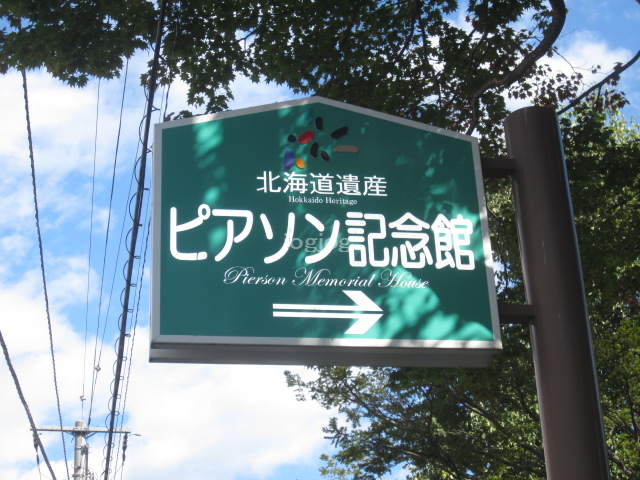 北海道遺産
Hokkaido Heritage
ピアソン記念館
Pierson Memorial House